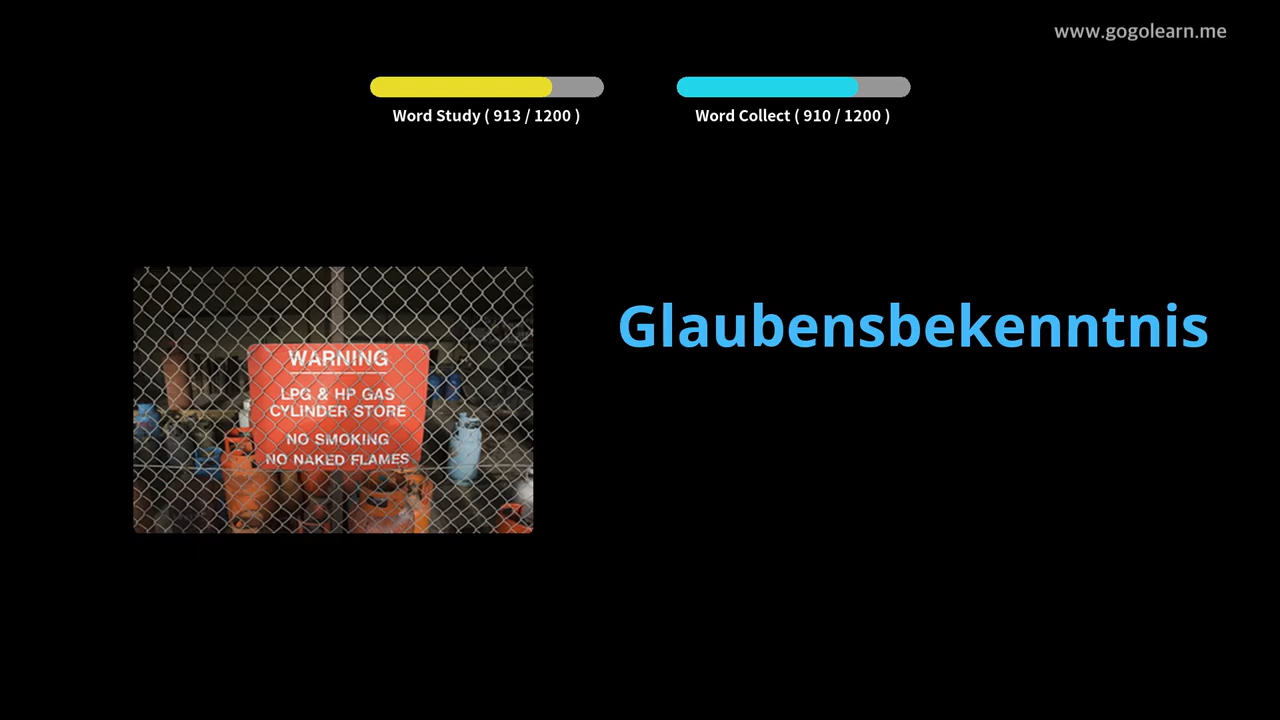 www.gogolearn.me
Word Study ( 913 / 1200 )
Word Collect ( 910 / 1200 )
Glaubensbekenntnis
WARNING
LPG & HP GAS
CYLINDER STORE
NO SMOKING
NO NAKED FLAMES